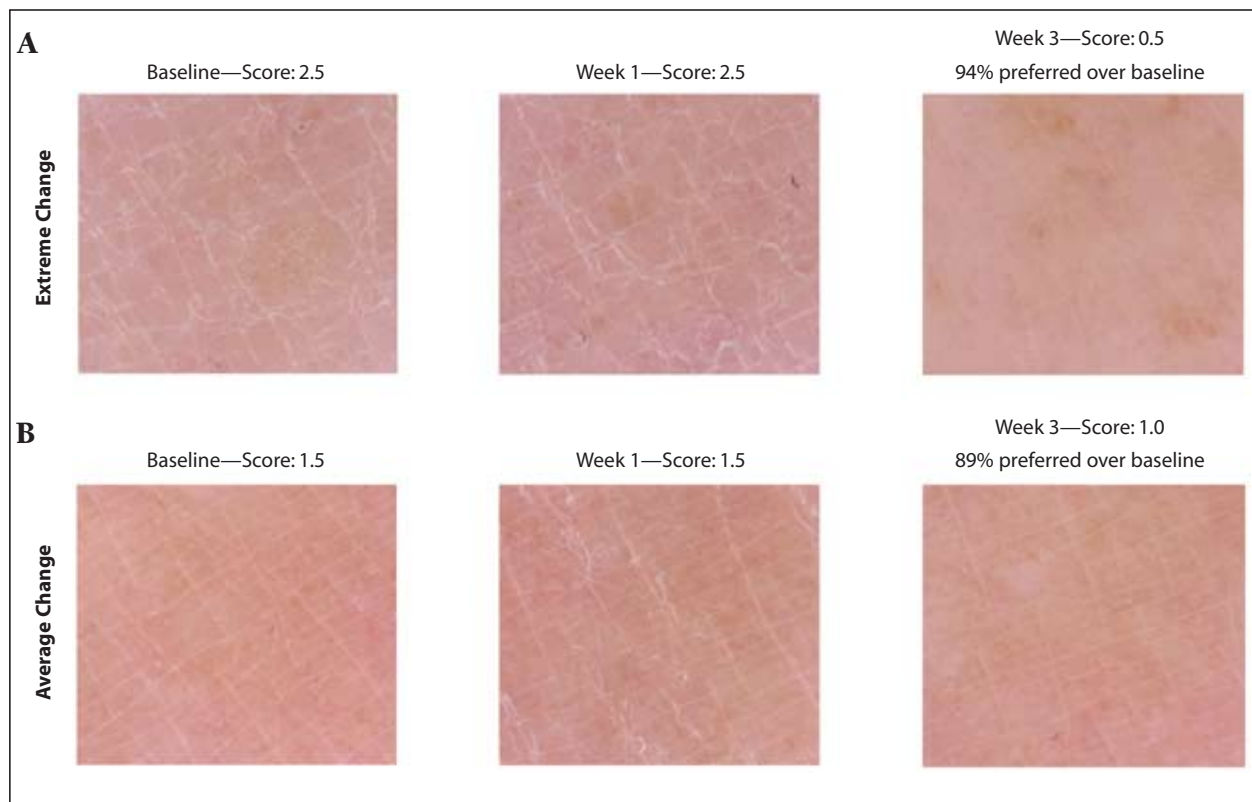 A
Week 3—Score: 0.5
Baseline—Score: 2.5
Week 1—Score: 2.5
94% preferred over baseline
Extreme Change
B
Week 3—Score: 1.0
Baseline—Score: 1.5
Week 1—Score: 1.5
89% preferred over baseline
Average Change